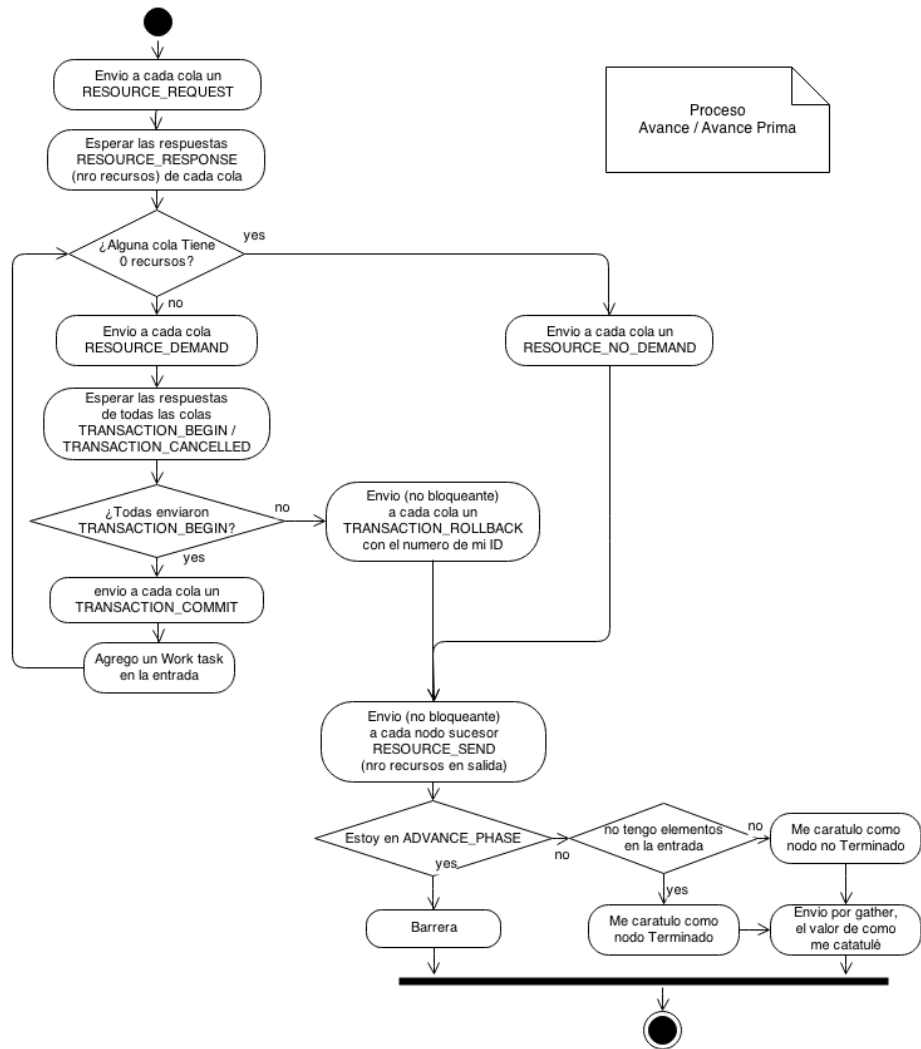 Envio a cada cola un
RESOURCE_REQUEST
Proceso
Avance / Avance Prima
Esperar las respuestas
RESOURCE_RESPONSE
(nro recursos) de cada cola
¿Alguna cola Tiene
0 recursos?
yes
no
Envio a cada cola
RESOURCE_DEMAND
Envio a cada cola un
RESOURCE_NO_DEMAND
Esperar las respuestas
de todas las colas
TRANSACTION_BEGIN /
TRANSACTION_CANCELLED
¿Todas enviaron
TRANSACTION_BEGIN?
no
yes
Envio (no bloqueante)
a cada cola un
TRANSACTION_ROLLBACK
con el numero de mi ID
envio a cada cola un
TRANSACTION_COMMIT
Agrego un Work task
en la entrada
Envio (no bloqueante)
a cada nodo sucesor
RESOURCE_SEND
(nro recursos en salida)
Estoy en ADVANCE_PHASE
yes
no
no tengo elementos
en la entrada
no
yes
Me caratulo como
nodo no Terminado
Barrera
Me caratulo como
nodo Terminado
Envio por gather,
el valor de como
me catatulé